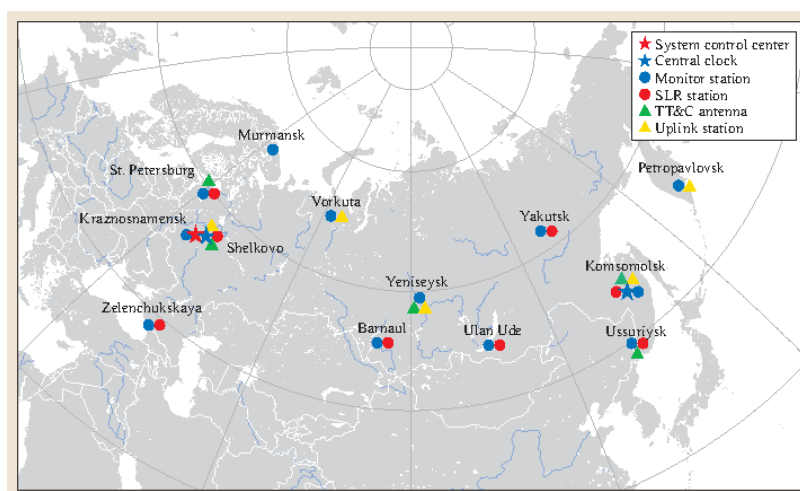 System control center
Central clock
Monitor station
SLR station
TT&C antenna
Uplink station
Murmansk
St. Petersburg
Petropavlovsk
Vorkuta
Kraznosnamensk
Yakutsk
Shelkovo
Komsomolsk
Yeniseysk
Zelenchukskaya
Barnaul
Ulan Ude
Ussuriysk